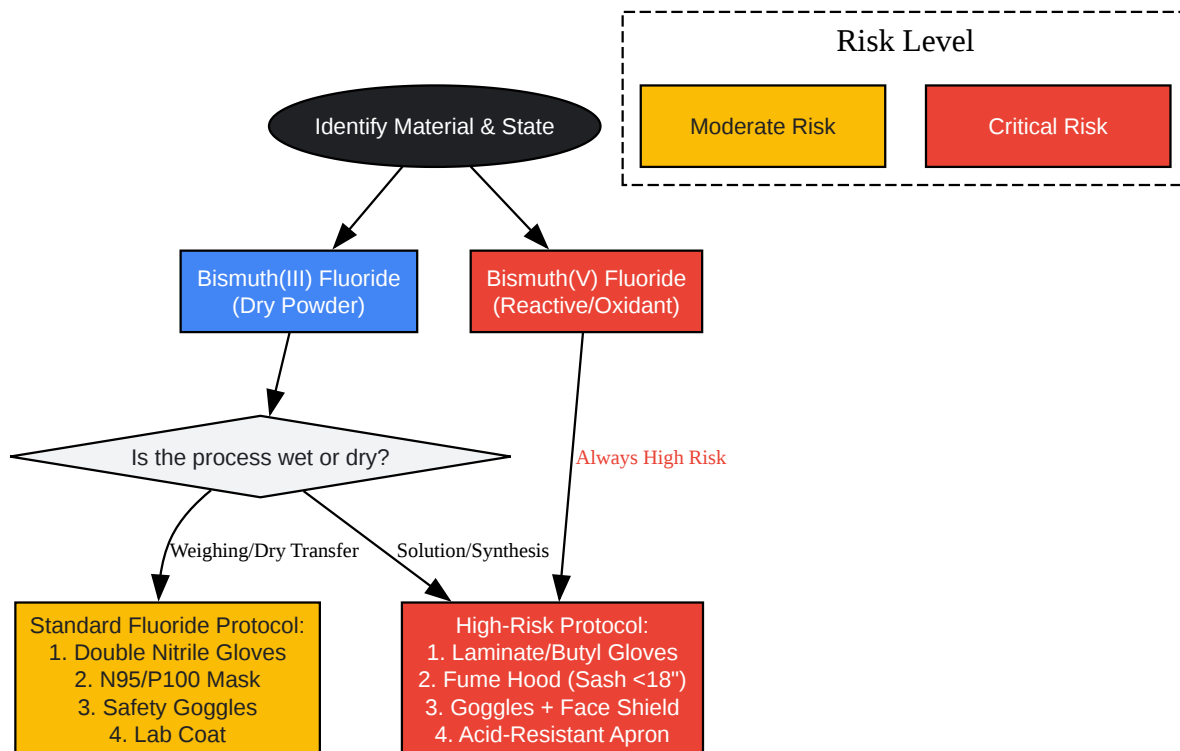 Risk Level
Moderate Risk
Critical Risk
Identify Material & State
Bismuth(III) Fluoride
(Dry Powder)
Bismuth(V) Fluoride
(Reactive/Oxidant)
Is the process wet or dry?
Always High Risk
Weighing/Dry Transfer
Solution/Synthesis
Standard Fluoride Protocol:
1. Double Nitrile Gloves
2. N95/P100 Mask
3. Safety Goggles
4. Lab Coat
High-Risk Protocol:
1. Laminate/Butyl Gloves
2. Fume Hood (Sash <18")
3. Goggles + Face Shield
4. Acid-Resistant Apron